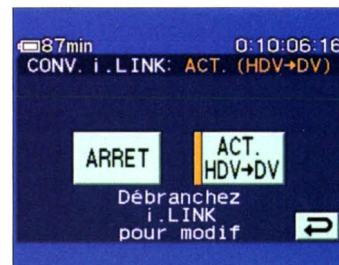 87min 0:10:06:16
CONV. i.LINK: ACT. (HDV→DV)
ARRET
ACT.
HDV→DV
Débranchez
i.LINK
pour modif